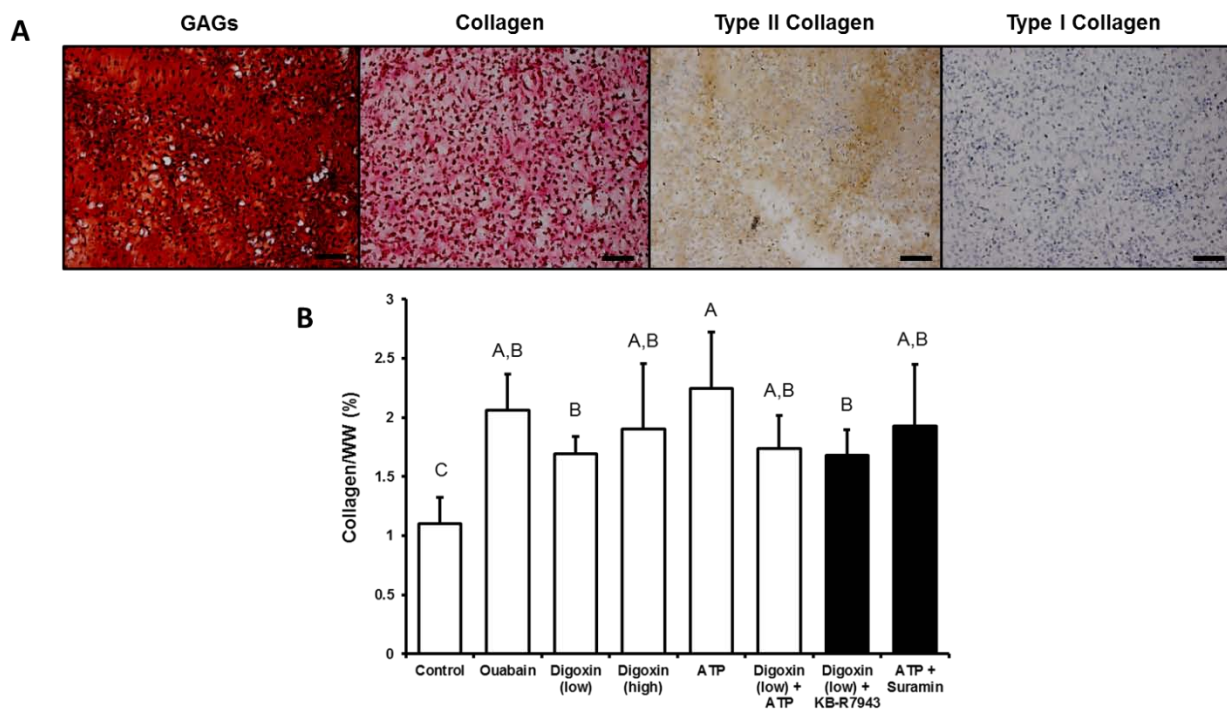 A
GAGs
Collagen
Type II Collagen
Type I Collagen
B
Collagen/WW (%)
3
2.5
2
1.5
1
0.5
0
C
A,B
B
A,B
A
A,B
B
A,B
Control
Ouabain
Digoxin
(low)
Digoxin
(high)
ATP
Digoxin
(low) +
ATP
Digoxin
(low) +
KB-R7943
ATP +
Suramin